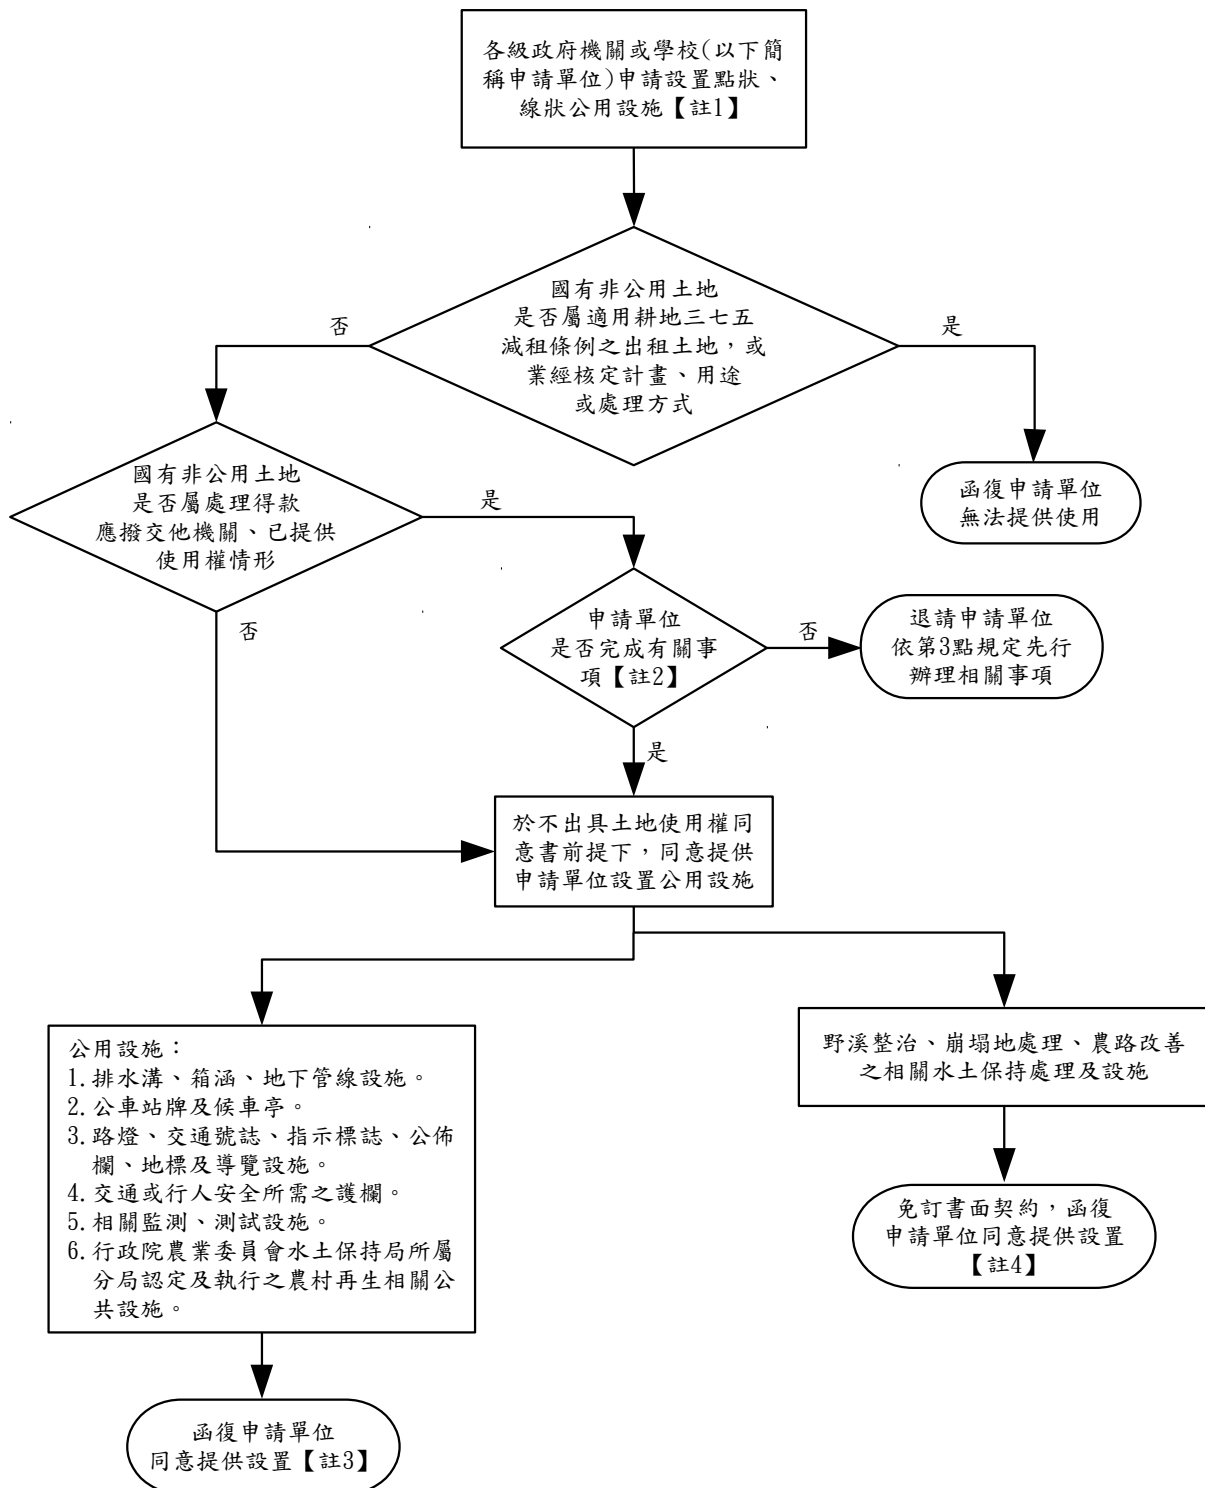 各級政府機關或學校(以下簡
稱申請單位)申請設置點狀、
線狀公用設施【註1】
國有非公用土地
是否屬適用耕地三七五
減租條例之出租土地，或
業經核定計畫、用途
或處理方式
否
是
國有非公用土地
是否屬處理得款
應撥交他機關、已提供
使用權情形
是
函復申請單位
無法提供使用
否
申請單位
是否完成有關事
項【註2】
否
退請申請單位
依第3點規定先行
辦理相關事項
是
於不出具土地使用權同
意書前提下，同意提供
申請單位設置公用設施
公用設施：
1.排水溝、箱涵、地下管線設施。
2.公車站牌及候車亭。
3.路燈、交通號誌、指示標誌、公佈
欄、地標及導覽設施。
4.交通或行人安全所需之護欄。
5.相關監測、測試設施。
6.行政院農業委員會水土保持局所屬
分局認定及執行之農村再生相關公
共設施。
野溪整治、崩塌地處理、農路改善
之相關水土保持處理及設施
免訂書面契約，函復
申請單位同意提供設置
【註4】
函復申請單位
同意提供設置【註3】